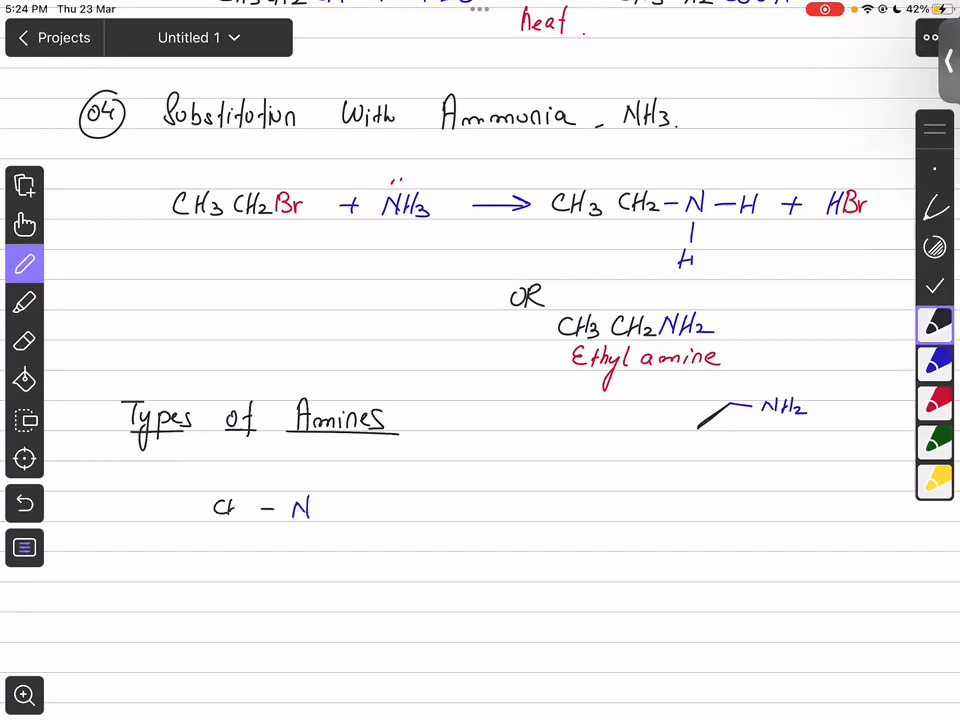 5:24 PM Thu 23 Mar 42%
heat.
Projects Untitled 1
04 Substitution With Ammonia - NH3.
CH3 CH2Br + NH3 → CH3 CH2-N-H + HBr
H
OR
CH3 CH2NH2
Ethyl amine
NH2
Types of Amines
- N